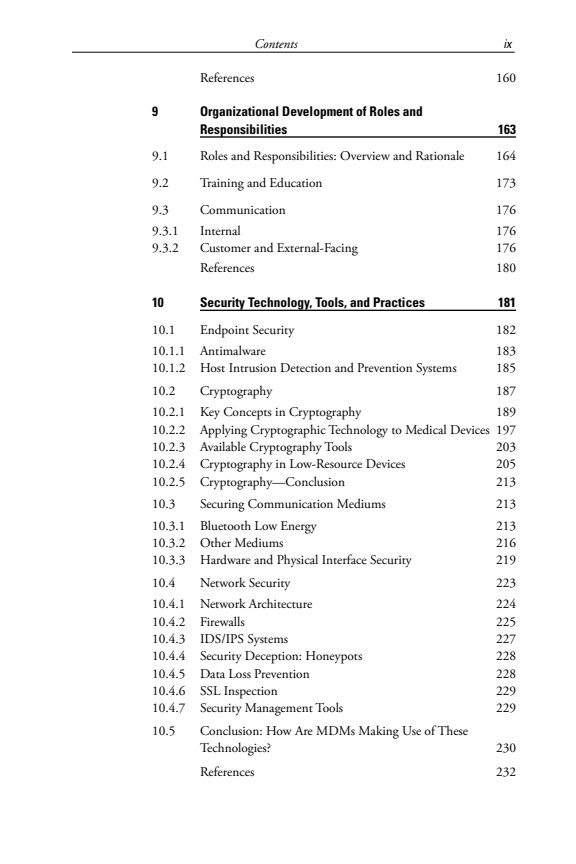 Contents ix
References 160
9 Organizational Development of Roles and
Responsibilities 163
9.1 Roles and Responsibilities: Overview and Rationale 164
9.2 Training and Education 173
9.3 Communication 176
9.3.1 Internal 176
9.3.2 Customer and External-Facing 176
References 180
10 Security Technology, Tools, and Practices 181
10.1 Endpoint Security 182
10.1.1 Antimalware 183
10.1.2 Host Intrusion Detection and Prevention Systems 185
10.2 Cryptography 187
10.2.1 Key Concepts in Cryptography 189
10.2.2 Applying Cryptographic Technology to Medical Devices 197
10.2.3 Available Cryptography Tools 203
10.2.4 Cryptography in Low-Resource Devices 205
10.2.5 Cryptography—Conclusion 213
10.3 Securing Communication Mediums 213
10.3.1 Bluetooth Low Energy 213
10.3.2 Other Mediums 216
10.3.3 Hardware and Physical Interface Security 219
10.4 Network Security 223
10.4.1 Network Architecture 224
10.4.2 Firewalls 225
10.4.3 IDS/IPS Systems 227
10.4.4 Security Deception: Honeypots 228
10.4.5 Data Loss Prevention 228
10.4.6 SSL Inspection 229
10.4.7 Security Management Tools 229
10.5 Conclusion: How Are MDMs Making Use of These
Technologies? 230
References 232